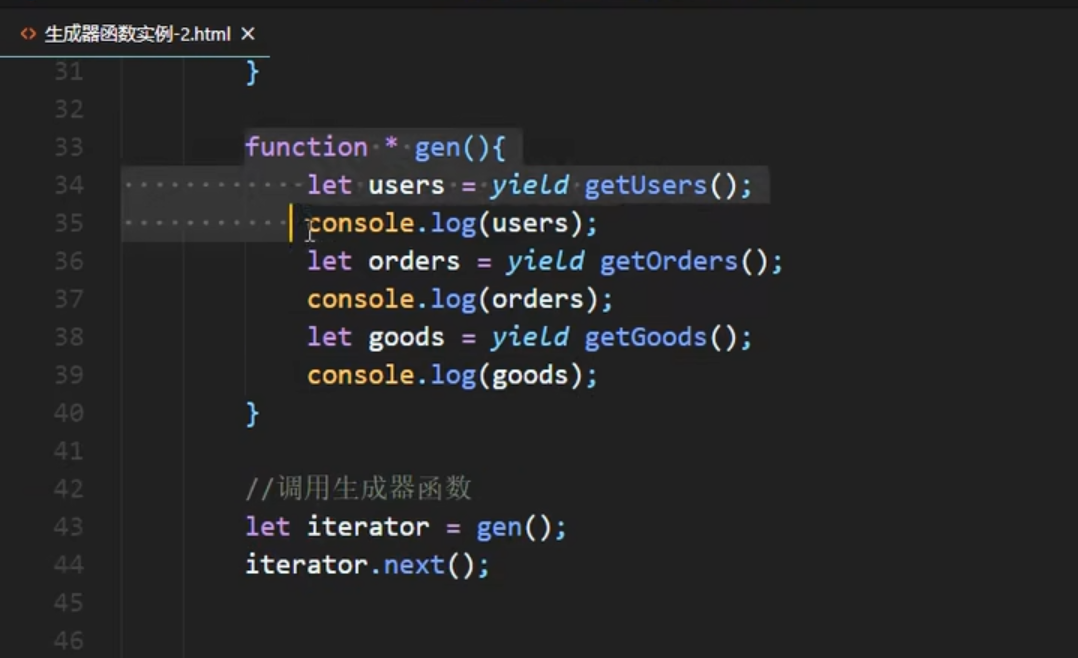 生成器函数实例-2.html
31 }
32
33 function * gen(){
34 let users = yield getUsers();
35 console.log(users);
36 let orders = yield getOrders();
37 console.log(orders);
38 let goods = yield getGoods();
39 console.log(goods);
40 }
41
42 //调用生成器函数
43 let iterator = gen();
44 iterator.next();
45
46